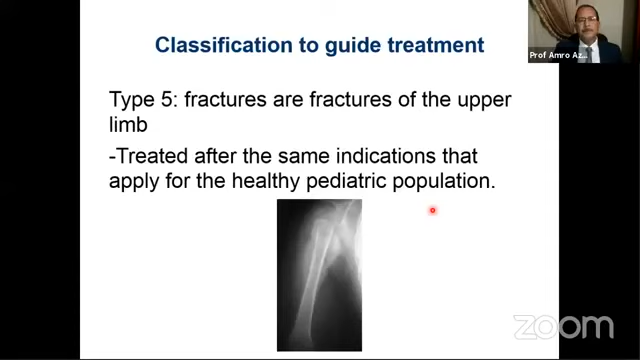 Classification to guide treatment
Prof Amro Az...
Type 5: fractures are fractures of the upper
limb
-Treated after the same indications that
apply for the healthy pediatric population.
zoom